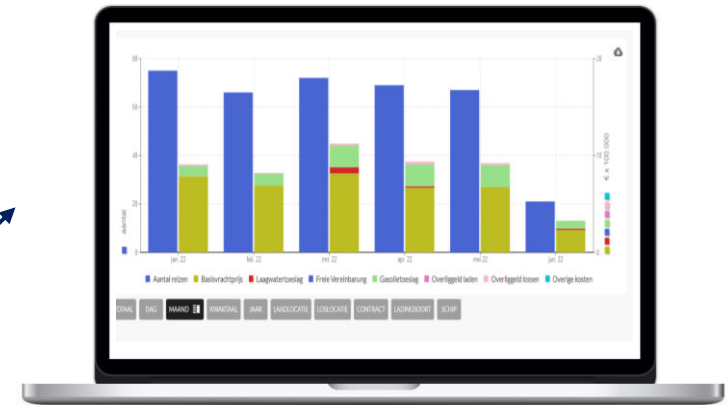 80
20
60
40
10
20
0
0
aantal
€ x 100.000
jan. 22 feb. 22 mrt. 22 apr. 22 mei 22 jun. 22
Aantal reizen Basisvrachtprijs Laagwatertoeslag Freie Vereinbarung Gasolietoeslag Overliggeld laden Overliggeld lossen Overige kosten
TOTAAL DAG MAAND KWARTAAL JAAR LAADLOCATIE LOSLOCATIE CONTRACT LADINGSOORT SCHIP